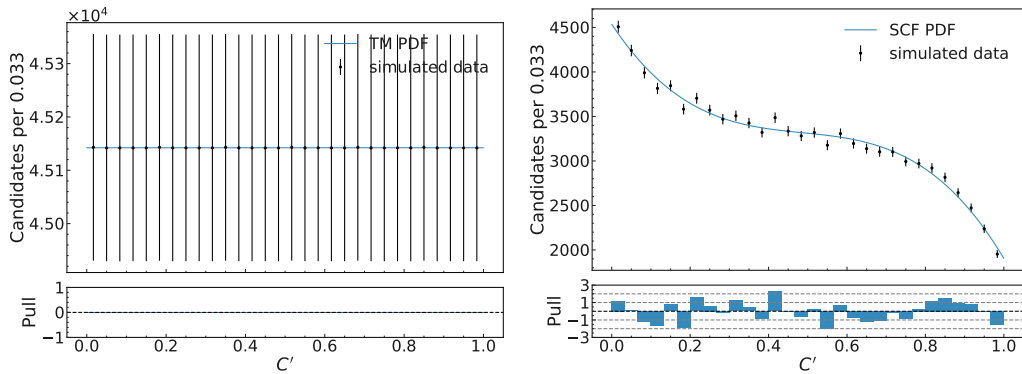 ×10⁴
TM PDF
simulated data
4.53
4.52
4.51
4.50
Candidates per 0.033
1
0
−1
Pull
0.0 0.2 0.4 0.6 0.8 1.0
C′
SCF PDF
simulated data
4500
4000
3500
3000
2500
2000
Candidates per 0.033
3
1
−1
−3
Pull
0.0 0.2 0.4 0.6 0.8 1.0
C′